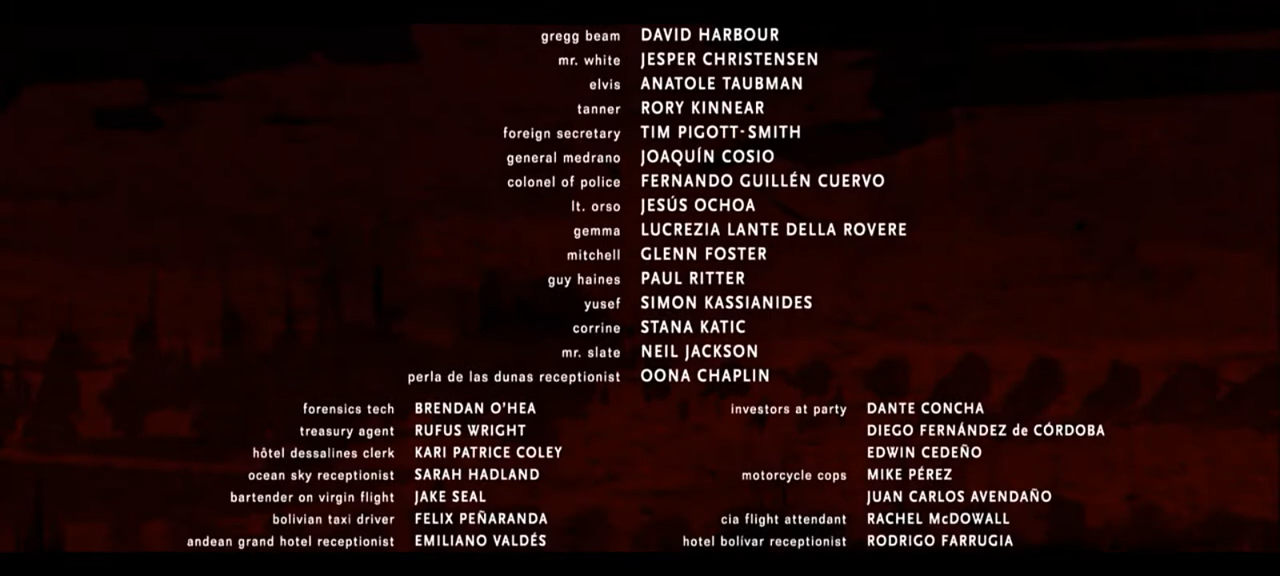 gregg beam DAVID HARBOUR
mr. white JESPER CHRISTENSEN
elvis ANATOLE TAUBMAN
tanner RORY KINNEAR
foreign secretary TIM PIGOTT-SMITH
general medrano JOAQUÍN COSIO
colonel of police FERNANDO GUILLÉN CUERVO
lt. orso JESÚS OCHOA
gemma LUCREZIA LANTE DELLA ROVERE
mitchell GLENN FOSTER
guy haines PAUL RITTER
yusef SIMON KASSIANIDES
corrine STANA KATIC
mr. slate NEIL JACKSON
perla de las dunas receptionist OONA CHAPLIN
forensics tech BRENDAN O'HEA
treasury agent RUFUS WRIGHT
hôtel dessalines clerk KARI PATRICE COLEY
ocean sky receptionist SARAH HADLAND
bartender on virgin flight JAKE SEAL
bolivian taxi driver FELIX PEÑARANDA
andean grand hotel receptionist EMILIANO VALDÉS
investors at party DANTE CONCHA
DIEGO FERNÁNDEZ de CÓRDOBA
EDWIN CEDEÑO
motorcycle cops MIKE PÉREZ
JUAN CARLOS AVENDAÑO
cia flight attendant RACHEL McDOWALL
hotel bolívar receptionist RODRIGO FARRUGIA